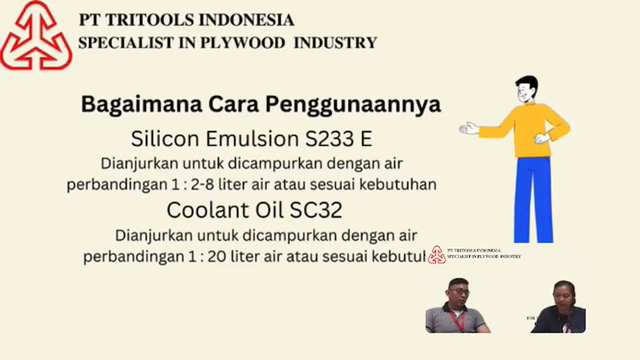 PT TRITOOLS INDONESIA
SPECIALIST IN PLYWOOD INDUSTRY
Bagaimana Cara Penggunaannya
Silicon Emulsion S233 E
Dianjurkan untuk dicampurkan dengan air
perbandingan 1 : 2-8 liter air atau sesuai kebutuhan
Coolant Oil SC32
Dianjurkan untuk dicampurkan dengan air
perbandingan 1 : 20 liter air atau sesuai
PT TRITOOLS INDONESIA
SPECIALIST IN PLYWOOD INDUSTRY